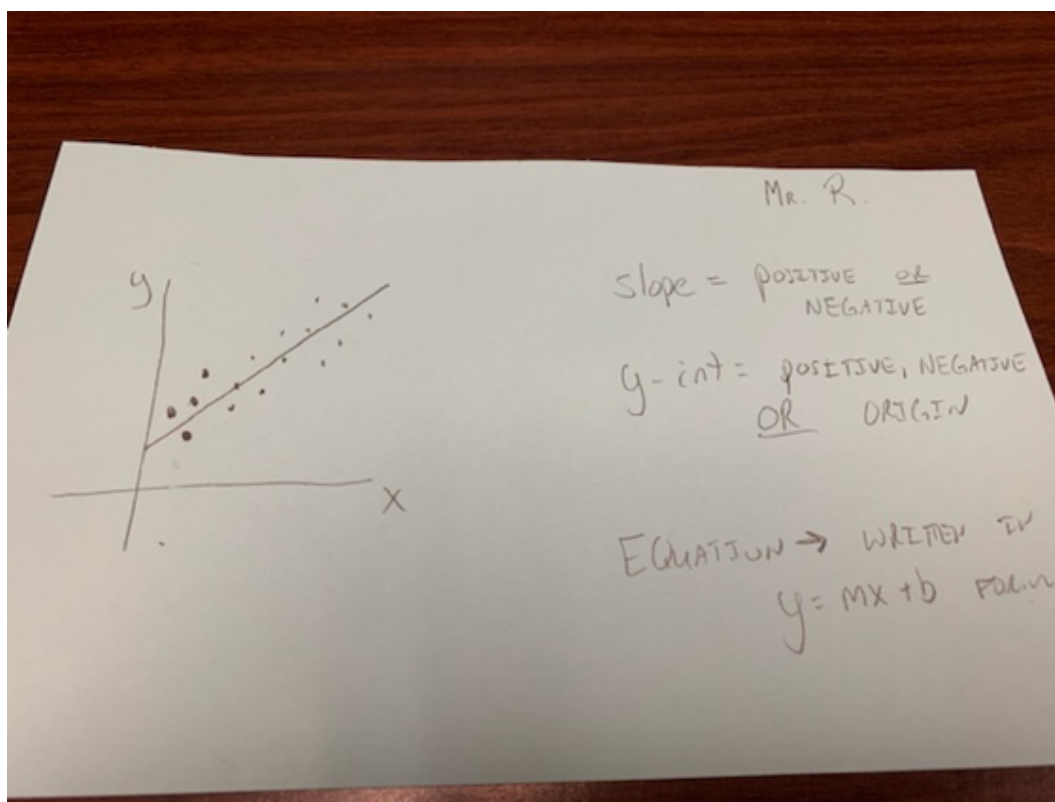 Mr. R.
y
slope = POSITIVE OR
NEGATIVE
y-int = POSITIVE, NEGATIVE
OR ORIGIN
x
EQUATION → WRITTEN IN
y = mx + b FORM